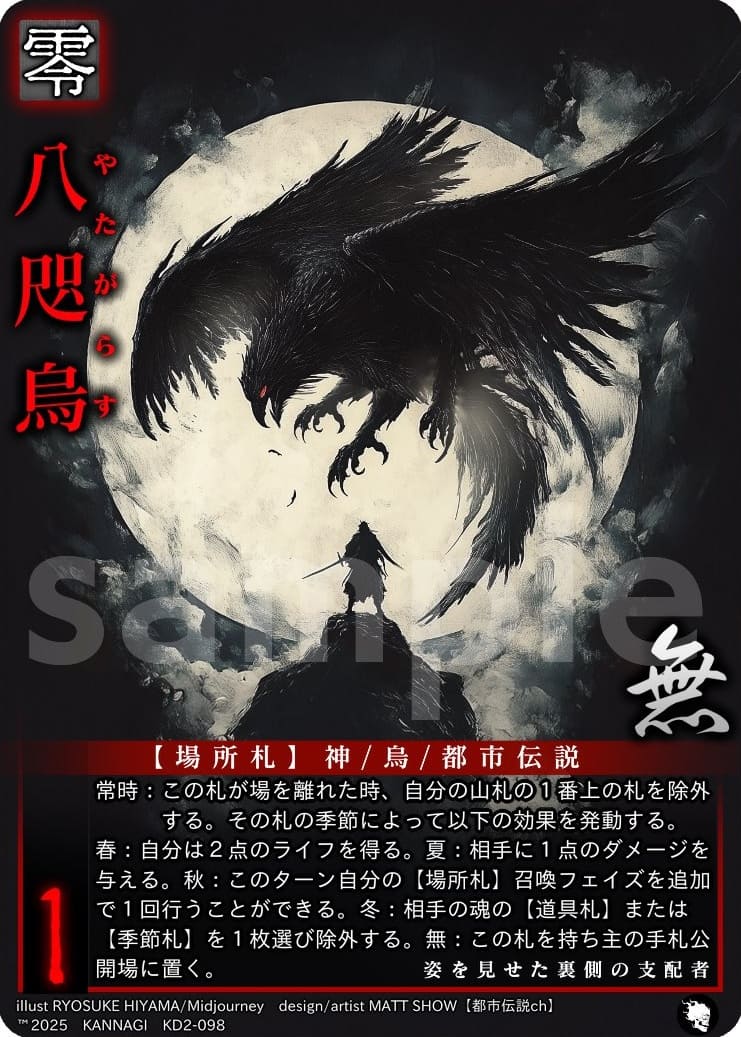 零
八咫烏
やたがらす
sample
無
【場所札】神/烏/都市伝説
常時：この札が場を離れた時、自分の山札の１番上の札を除外
する。その札の季節によって以下の効果を発動する。
春：自分は２点のライフを得る。夏：相手に１点のダメージを
与える。秋：このターン自分の【場所札】召喚フェイズを追加
で１回行うことができる。冬：相手の魂の【道具札】または
【季節札】を１枚選び除外する。無：この札を持ち主の手札公
開場に置く。
姿を見せた裏側の支配者
1
illust RYOSUKE HIYAMA/Midjourney design/artist MATT SHOW【都市伝説ch】
™2025 KANNAGI KD2-098